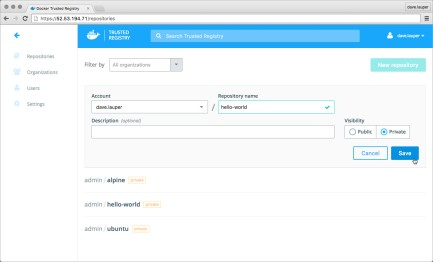 Docker Trusted Registry
dave.lauper
https://52.53.194.71/repositories
TRUSTED REGISTRY
Search Trusted Registry
dave.lauper
Repositories
Organizations
Users
Settings
Filter by
All organizations
New repository
Account
Repository name
dave.lauper
/
hello-world
Description (optional)
Visibility
Public
Private
Cancel
Save
admin / alpine private
admin / hello-world private
admin / ubuntu private